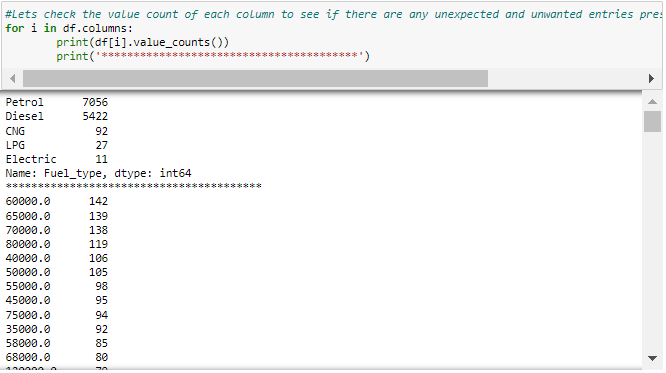 #Lets check the value count of each column to see if there are any unexpected and unwanted entries
for i in df.columns:
print(df[i].value_counts())
print('****************************************')
Petrol 7056
Diesel 5422
CNG 92
LPG 27
Electric 11
Name: Fuel_type, dtype: int64
****************************************
60000.0 142
65000.0 139
70000.0 138
80000.0 119
40000.0 106
50000.0 105
55000.0 98
45000.0 95
75000.0 94
35000.0 92
58000.0 85
68000.0 80